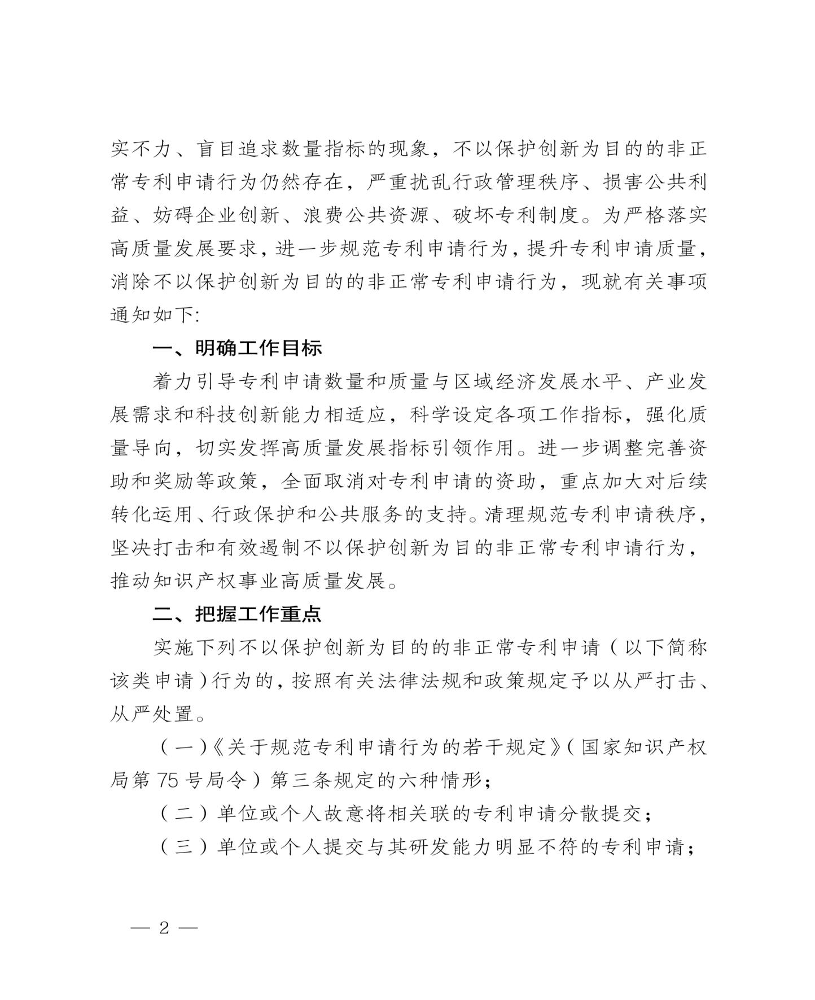 实不力、盲目追求数量指标的现象，不以保护创新为目的的非正
常专利申请行为仍然存在，严重扰乱行政管理秩序、损害公共利
益、妨碍企业创新、浪费公共资源、破坏专利制度。为严格落实
高质量发展要求，进一步规范专利申请行为，提升专利申请质量，
消除不以保护创新为目的的非正常专利申请行为，现就有关事项
通知如下：
一、明确工作目标
着力引导专利申请数量和质量与区域经济发展水平、产业发
展需求和科技创新能力相适应，科学设定各项工作指标，强化质
量导向，切实发挥高质量发展指标引领作用。进一步调整完善资
助和奖励等政策，全面取消对专利申请的资助，重点加大对后续
转化运用、行政保护和公共服务的支持。清理规范专利申请秩序，
坚决打击和有效遏制不以保护创新为目的非正常专利申请行为，
推动知识产权事业高质量发展。
二、把握工作重点
实施下列不以保护创新为目的的非正常专利申请（以下简称
该类申请）行为的，按照有关法律法规和政策规定予以从严打击、
从严处置。
（一）《关于规范专利申请行为的若干规定》（国家知识产权
局第 75 号局令）第三条规定的六种情形；
（二）单位或个人故意将相关联的专利申请分散提交；
（三）单位或个人提交与其研发能力明显不符的专利申请；
— 2 —